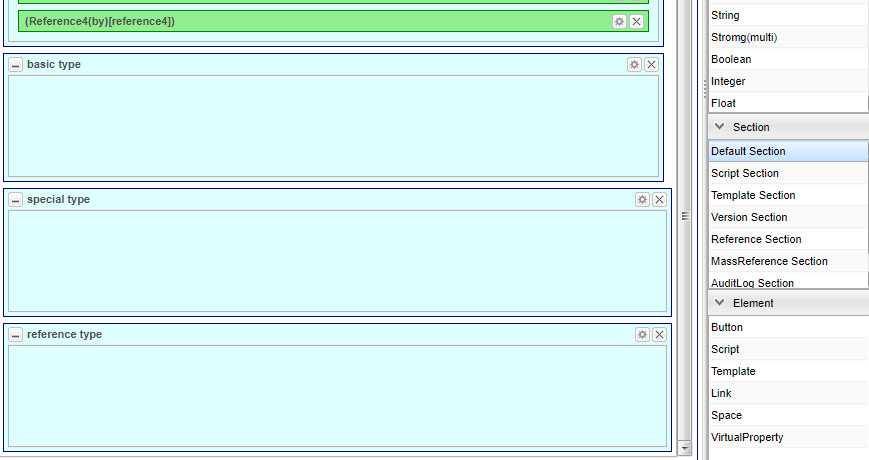 (Reference4(by)[reference4])
basic type
special type
reference type
String
Stromg(multi)
Boolean
Integer
Float
Section
Default Section
Script Section
Template Section
Version Section
Reference Section
MassReference Section
AuditLog Section
Element
Button
Script
Template
Link
Space
VirtualProperty